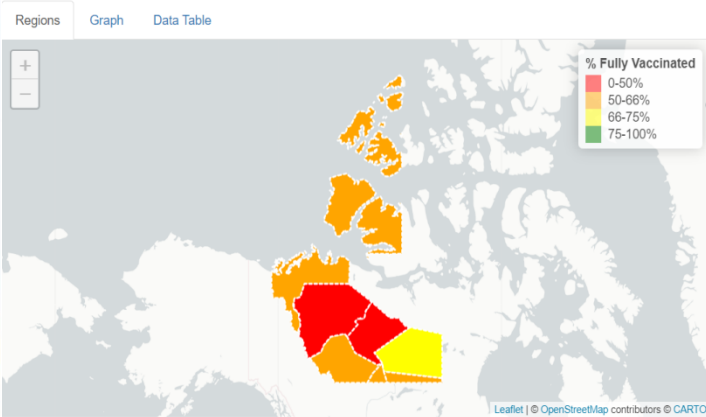 Regions Graph Data Table
+
−
% Fully Vaccinated
0-50%
50-66%
66-75%
75-100%
Leaflet | © OpenStreetMap contributors © CARTO